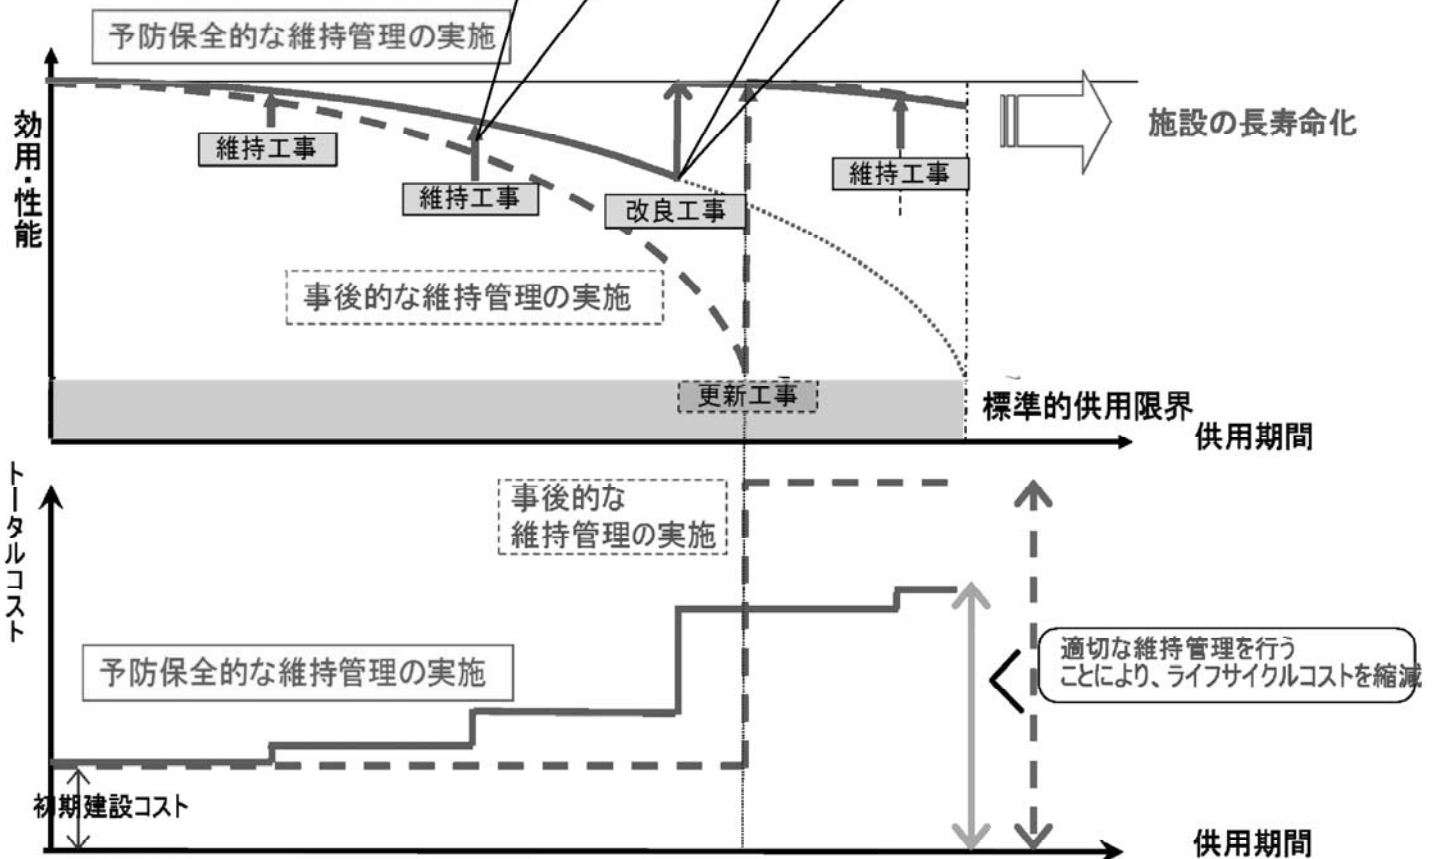 予防保全的な維持管理の実施
効用・性能
維持工事
維持工事
改良工事
維持工事
施設の長寿命化
事後的な維持管理の実施
更新工事
標準的供用限界
供用期間
トータルコスト
事後的な
維持管理の実施
予防保全的な維持管理の実施
適切な維持管理を行う
ことにより、ライフサイクルコストを縮減
初期建設コスト
供用期間